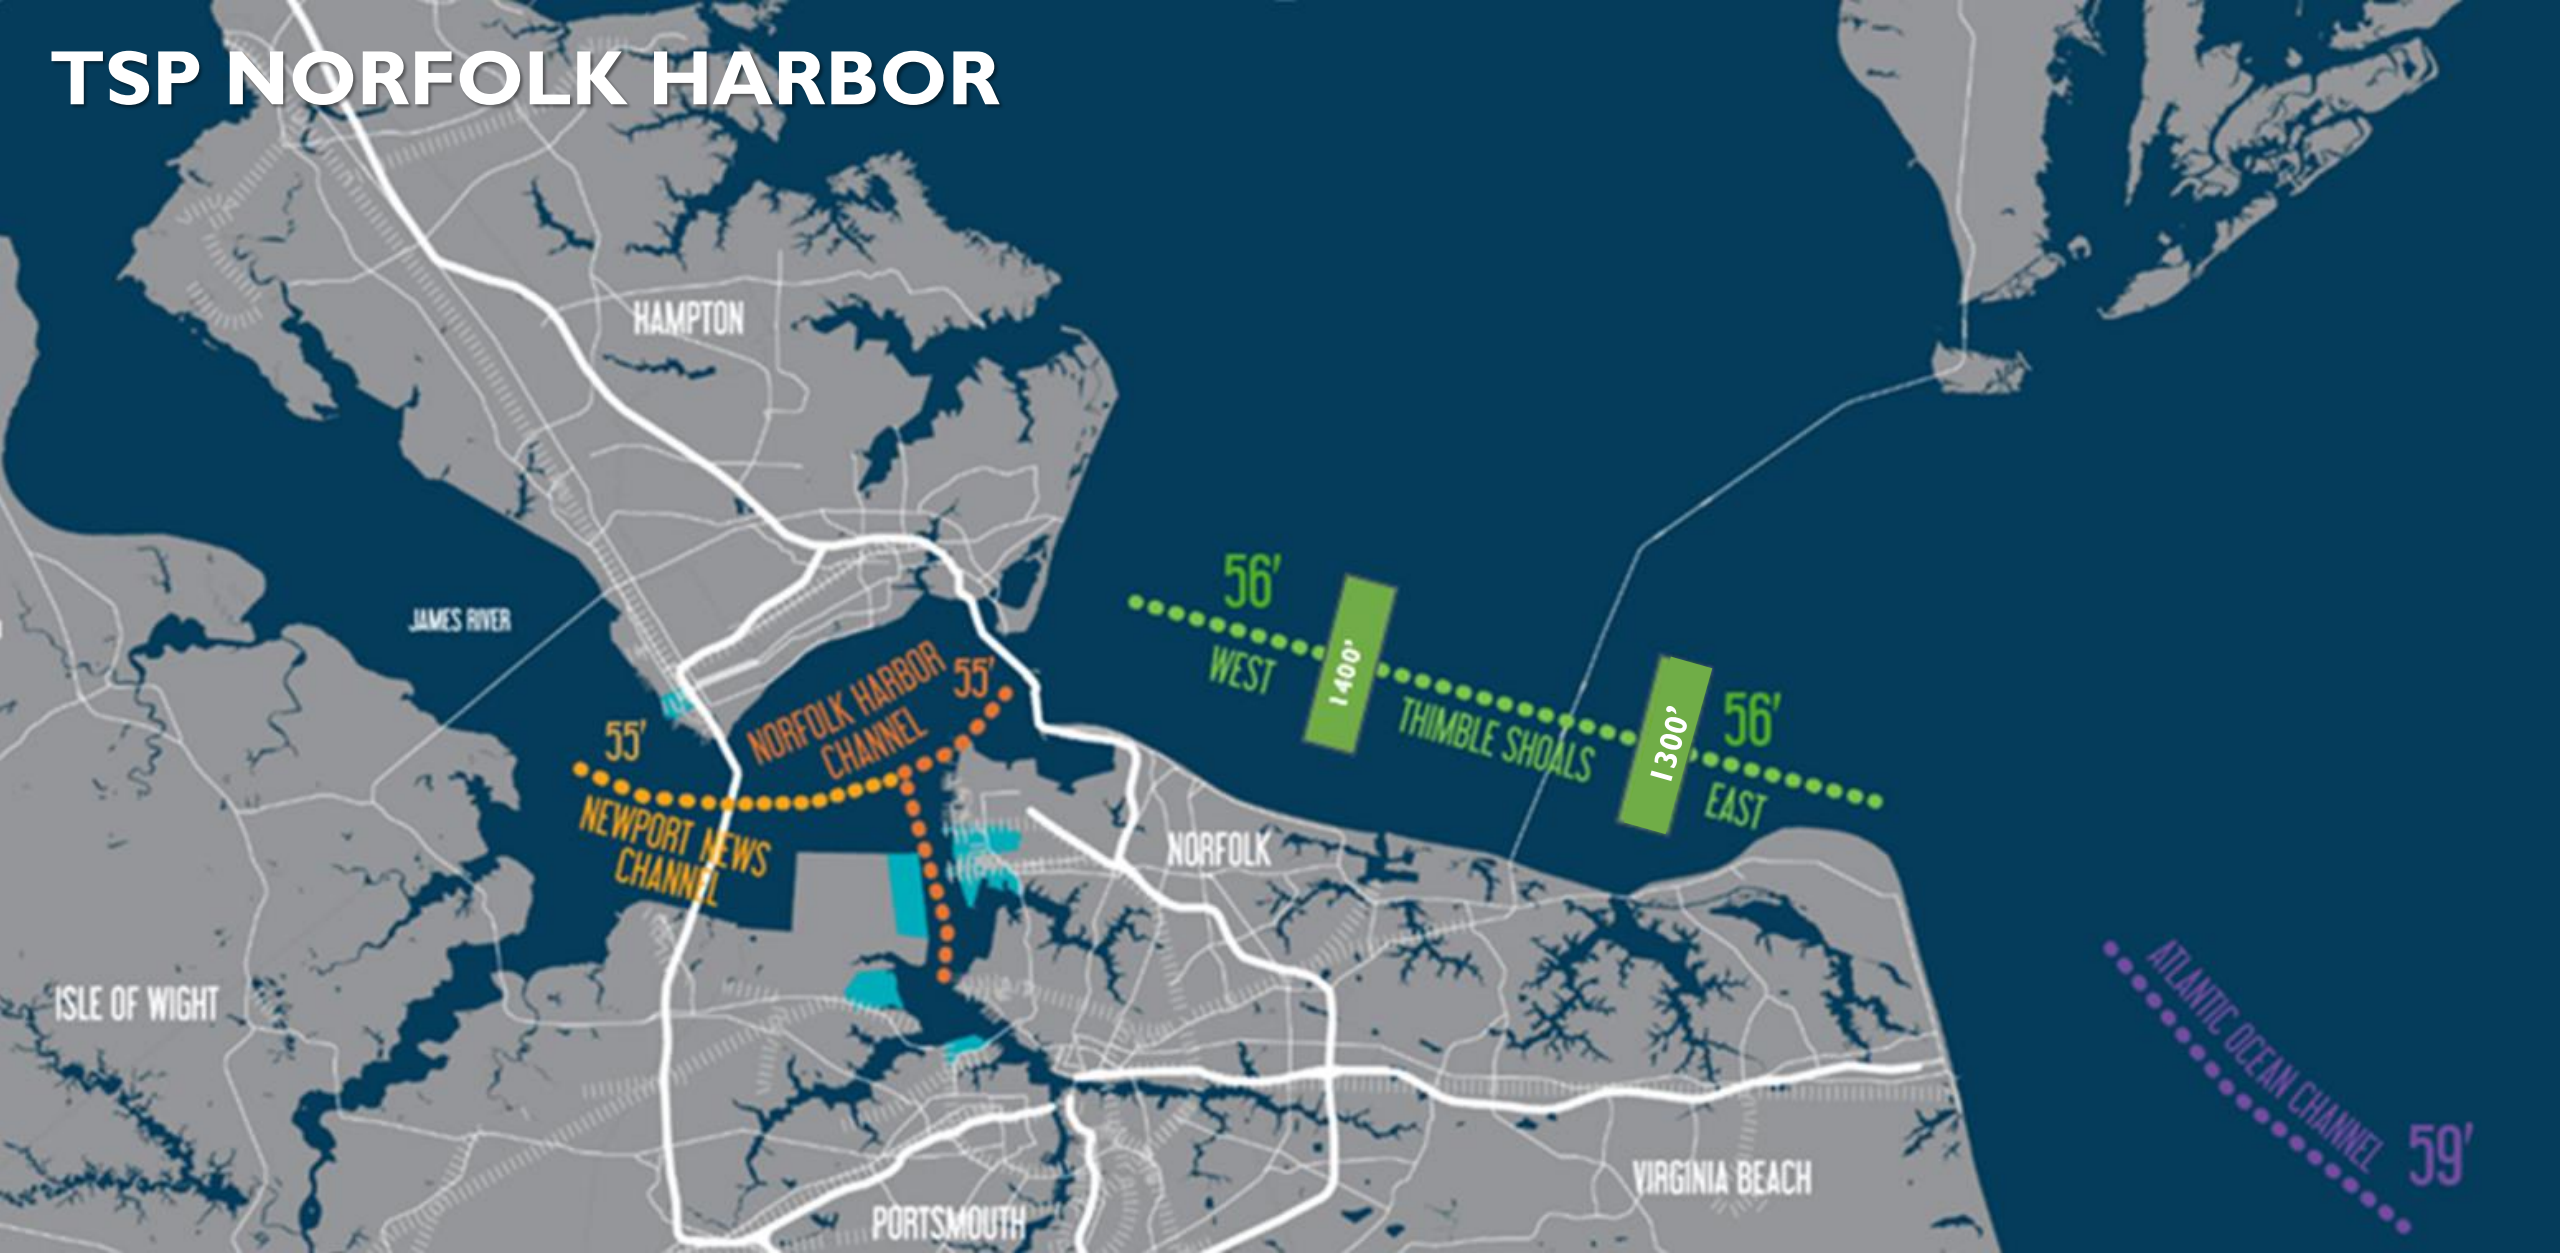 TSP NORFOLK HARBOR
HAMPTON
JAMES RIVER
56'
WEST
1400'
THIMBLE SHOALS
1300'
56'
EAST
NORFOLK HARBOR
CHANNEL
55'
55'
NEWPORT NEWS
CHANNEL
NORFOLK
ISLE OF WIGHT
ATLANTIC OCEAN CHANNEL
59'
VIRGINIA BEACH
PORTSMOUTH